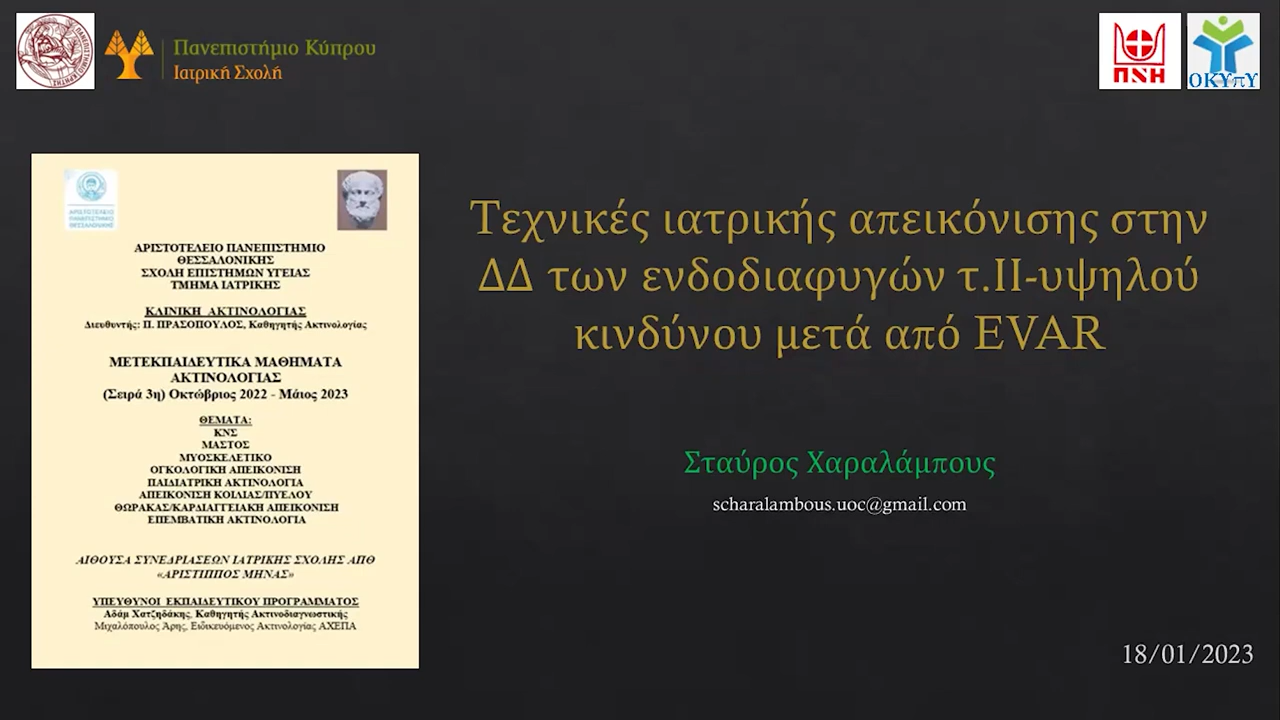 Πανεπιστήμιο Κύπρου
Ιατρική Σχολή
ΠΝΗ
ΟΚΥπΥ
ΑΡΙΣΤΟΤΕΛΕΙΟ
ΠΑΝΕΠΙΣΤΗΜΙΟ
ΘΕΣΣΑΛΟΝΙΚΗΣ
ΑΡΙΣΤΟΤΕΛΕΙΟ ΠΑΝΕΠΙΣΤΗΜΙΟ
ΘΕΣΣΑΛΟΝΙΚΗΣ
ΣΧΟΛΗ ΕΠΙΣΤΗΜΩΝ ΥΓΕΙΑΣ
ΤΜΗΜΑ ΙΑΤΡΙΚΗΣ
ΚΛΙΝΙΚΗ ΑΚΤΙΝΟΛΟΓΙΑΣ
Διευθυντής: Π. ΠΡΑΣΟΠΟΥΛΟΣ, Καθηγητής Ακτινολογίας
ΜΕΤΕΚΠΑΙΔΕΥΤΙΚΑ ΜΑΘΗΜΑΤΑ
ΑΚΤΙΝΟΛΟΓΙΑΣ
(Σειρά 3η) Οκτώβριος 2022 - Μάιος 2023
ΘΕΜΑΤΑ:
ΚΝΣ
ΜΑΣΤΟΣ
ΜΥΟΣΚΕΛΕΤΙΚΟ
ΟΓΚΟΛΟΓΙΚΗ ΑΠΕΙΚΟΝΙΣΗ
ΠΑΙΔΙΑΤΡΙΚΗ ΑΚΤΙΝΟΛΟΓΙΑ
ΑΠΕΙΚΟΝΙΣΗ ΚΟΙΛΙΑΣ/ΠΥΕΛΟΥ
ΘΩΡΑΚΑΣ/ΚΑΡΔΙΑΓΓΕΙΑΚΗ ΑΠΕΙΚΟΝΙΣΗ
ΕΠΕΜΒΑΤΙΚΗ ΑΚΤΙΝΟΛΟΓΙΑ
ΑΙΘΟΥΣΑ ΣΥΝΕΔΡΙΑΣΕΩΝ ΙΑΤΡΙΚΗΣ ΣΧΟΛΗΣ ΑΠΘ
«ΑΡΙΣΤΙΠΠΟΣ ΜΗΝΑΣ»
ΥΠΕΥΘΥΝΟΙ ΕΚΠΑΙΔΕΥΤΙΚΟΥ ΠΡΟΓΡΑΜΜΑΤΟΣ
Αδάμ Χατζηδάκης, Καθηγητής Ακτινοδιαγνωστικής
Μιχαλόπουλος Άρης, Ειδικευόμενος Ακτινολογίας ΑΧΕΠΑ
Τεχνικές ιατρικής απεικόνισης στην
ΔΔ των ενδοδιαφυγών τ.ΙΙ-υψηλού
κινδύνου μετά από EVAR
Σταύρος Χαραλάμπους
scharalambous.uoc@gmail.com
18/01/2023